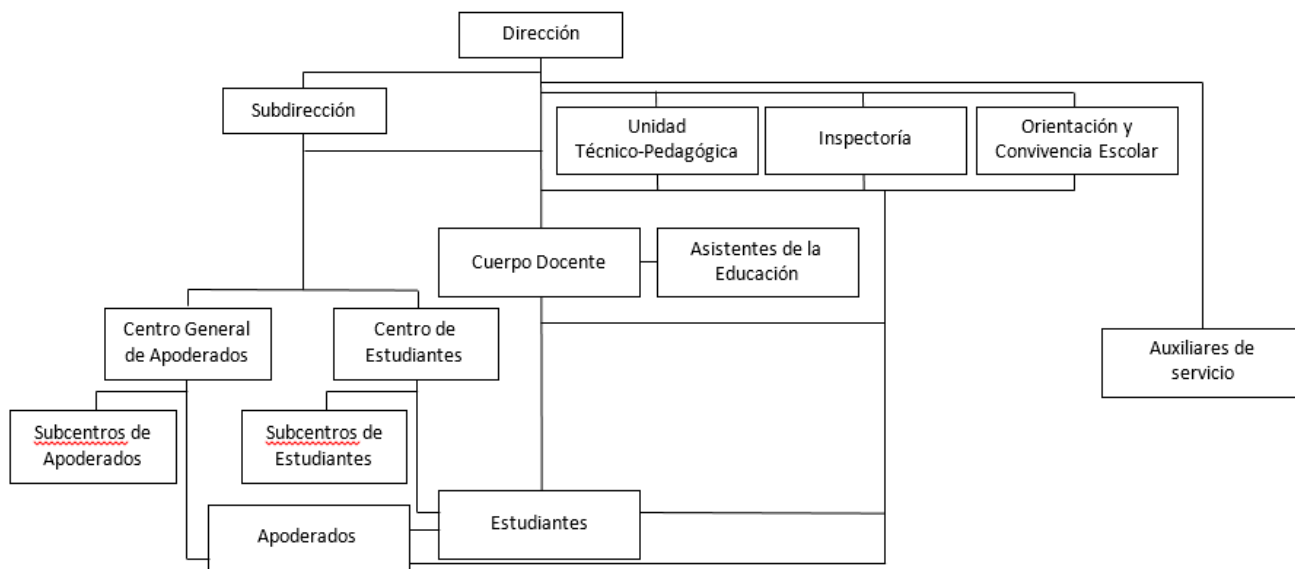 Dirección
Subdirección
Unidad
Técnico-Pedagógica
Inspectoría
Orientación y
Convivencia Escolar
Cuerpo Docente
Asistentes de la
Educación
Centro General
de Apoderados
Centro de
Estudiantes
Auxiliares de
servicio
Subcentros de
Apoderados
Subcentros de
Estudiantes
Estudiantes
Apoderados